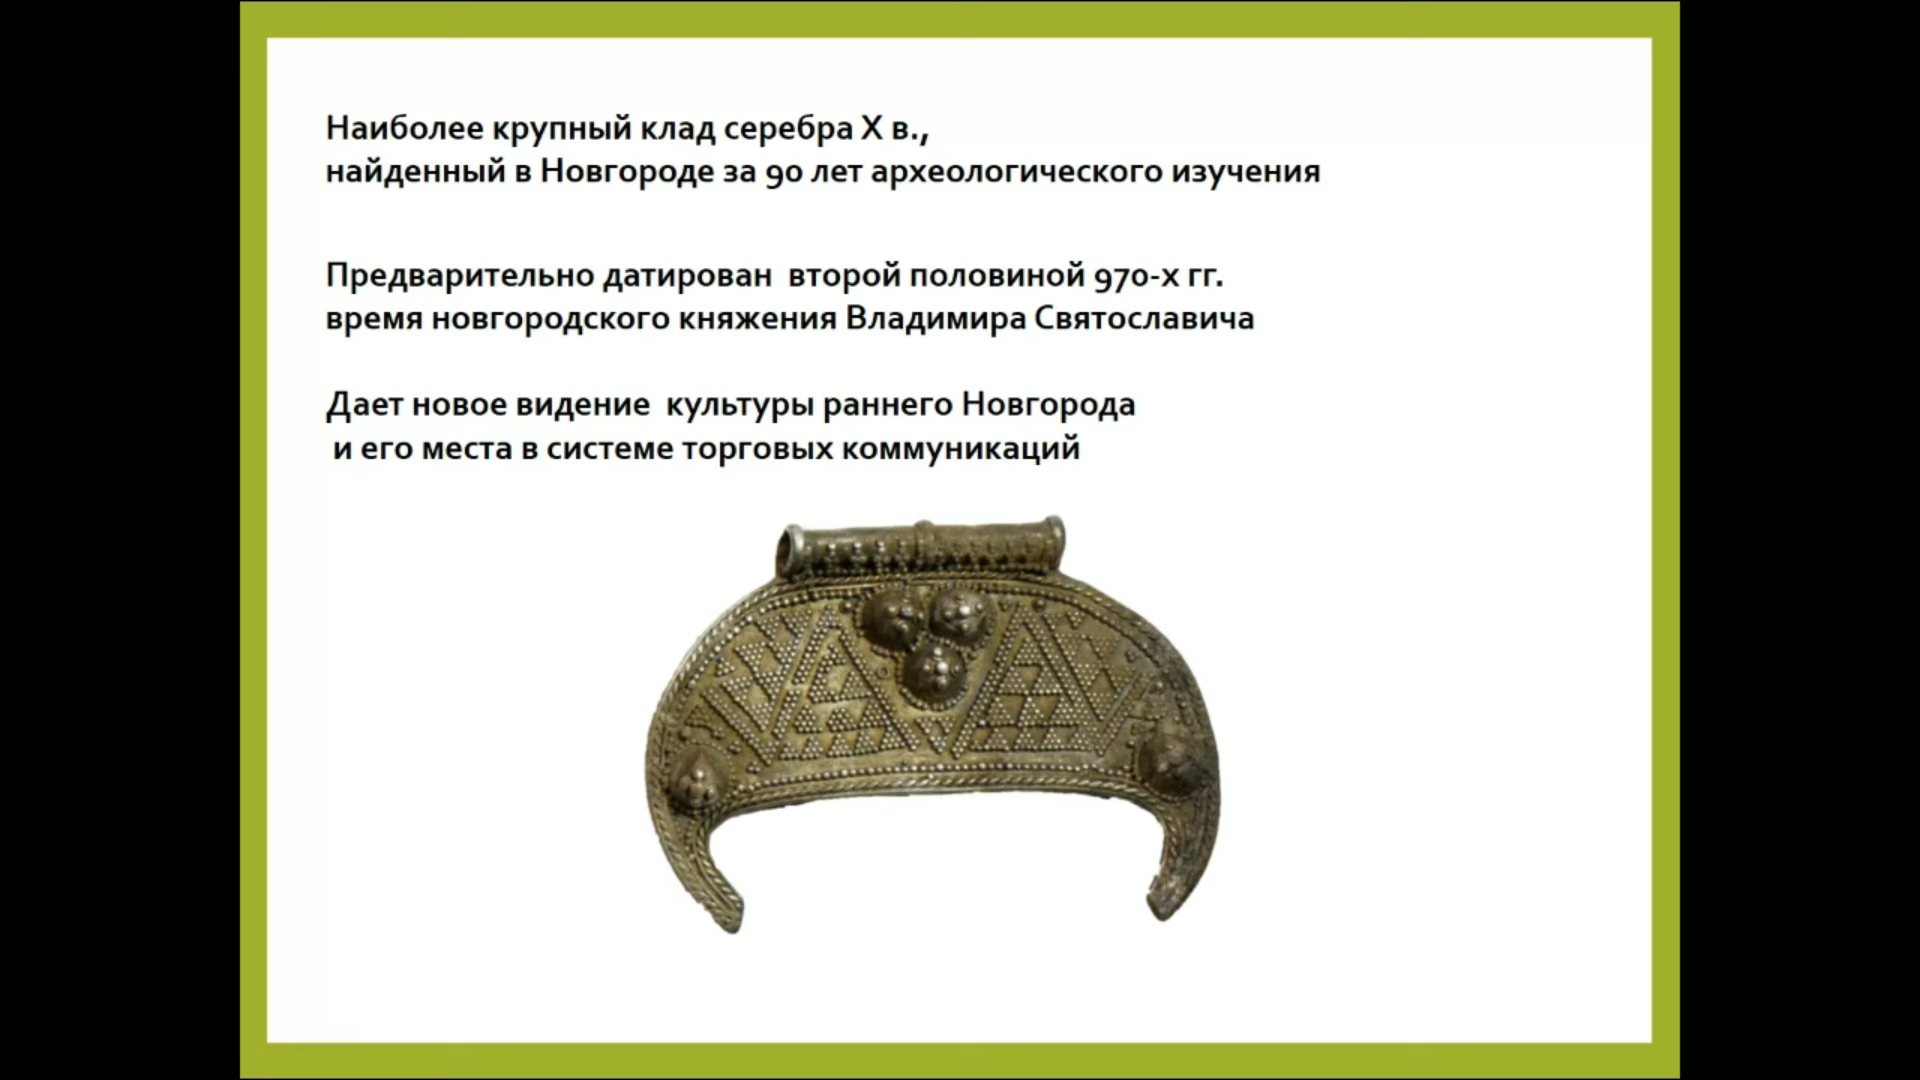 Наиболее крупный клад серебра X в.,
найденный в Новгороде за 90 лет археологического изучения
Предварительно датирован второй половиной 970-х гг.
время новгородского княжения Владимира Святославича
Дает новое видение культуры раннего Новгорода
и его места в системе торговых коммуникаций